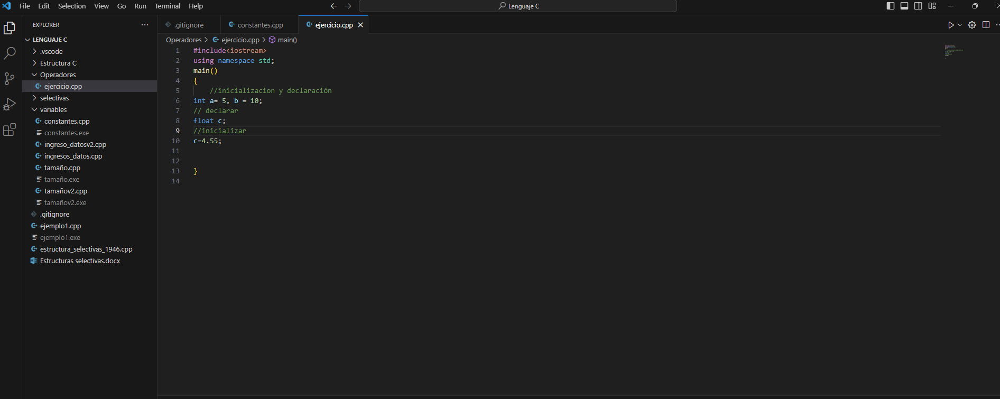 File Edit Selection View Go Run Terminal Help
Lenguaje C
EXPLORER
LENGUAJE C
.vscode
Estructura C
Operadores
ejercicio.cpp
selectivas
variables
constantes.cpp
constantes.exe
ingreso_datosv2.cpp
ingresos_datos.cpp
tamaño.cpp
tamaño.exe
tamañov2.cpp
tamañov2.exe
.gitignore
ejemplo1.cpp
ejemplo1.exe
estructura_selectivas_1946.cpp
Estructuras selectivas.docx
.gitignore constantes.cpp ejercicio.cpp
Operadores > ejercicio.cpp > main()
1 #include<iostream>
2 using namespace std;
3 main()
4 {
5 //inicializacion y declaración
6 int a= 5, b = 10;
7 // declarar
8 float c;
9 //inicializar
10 c=4.55;
11
12
13 }
14